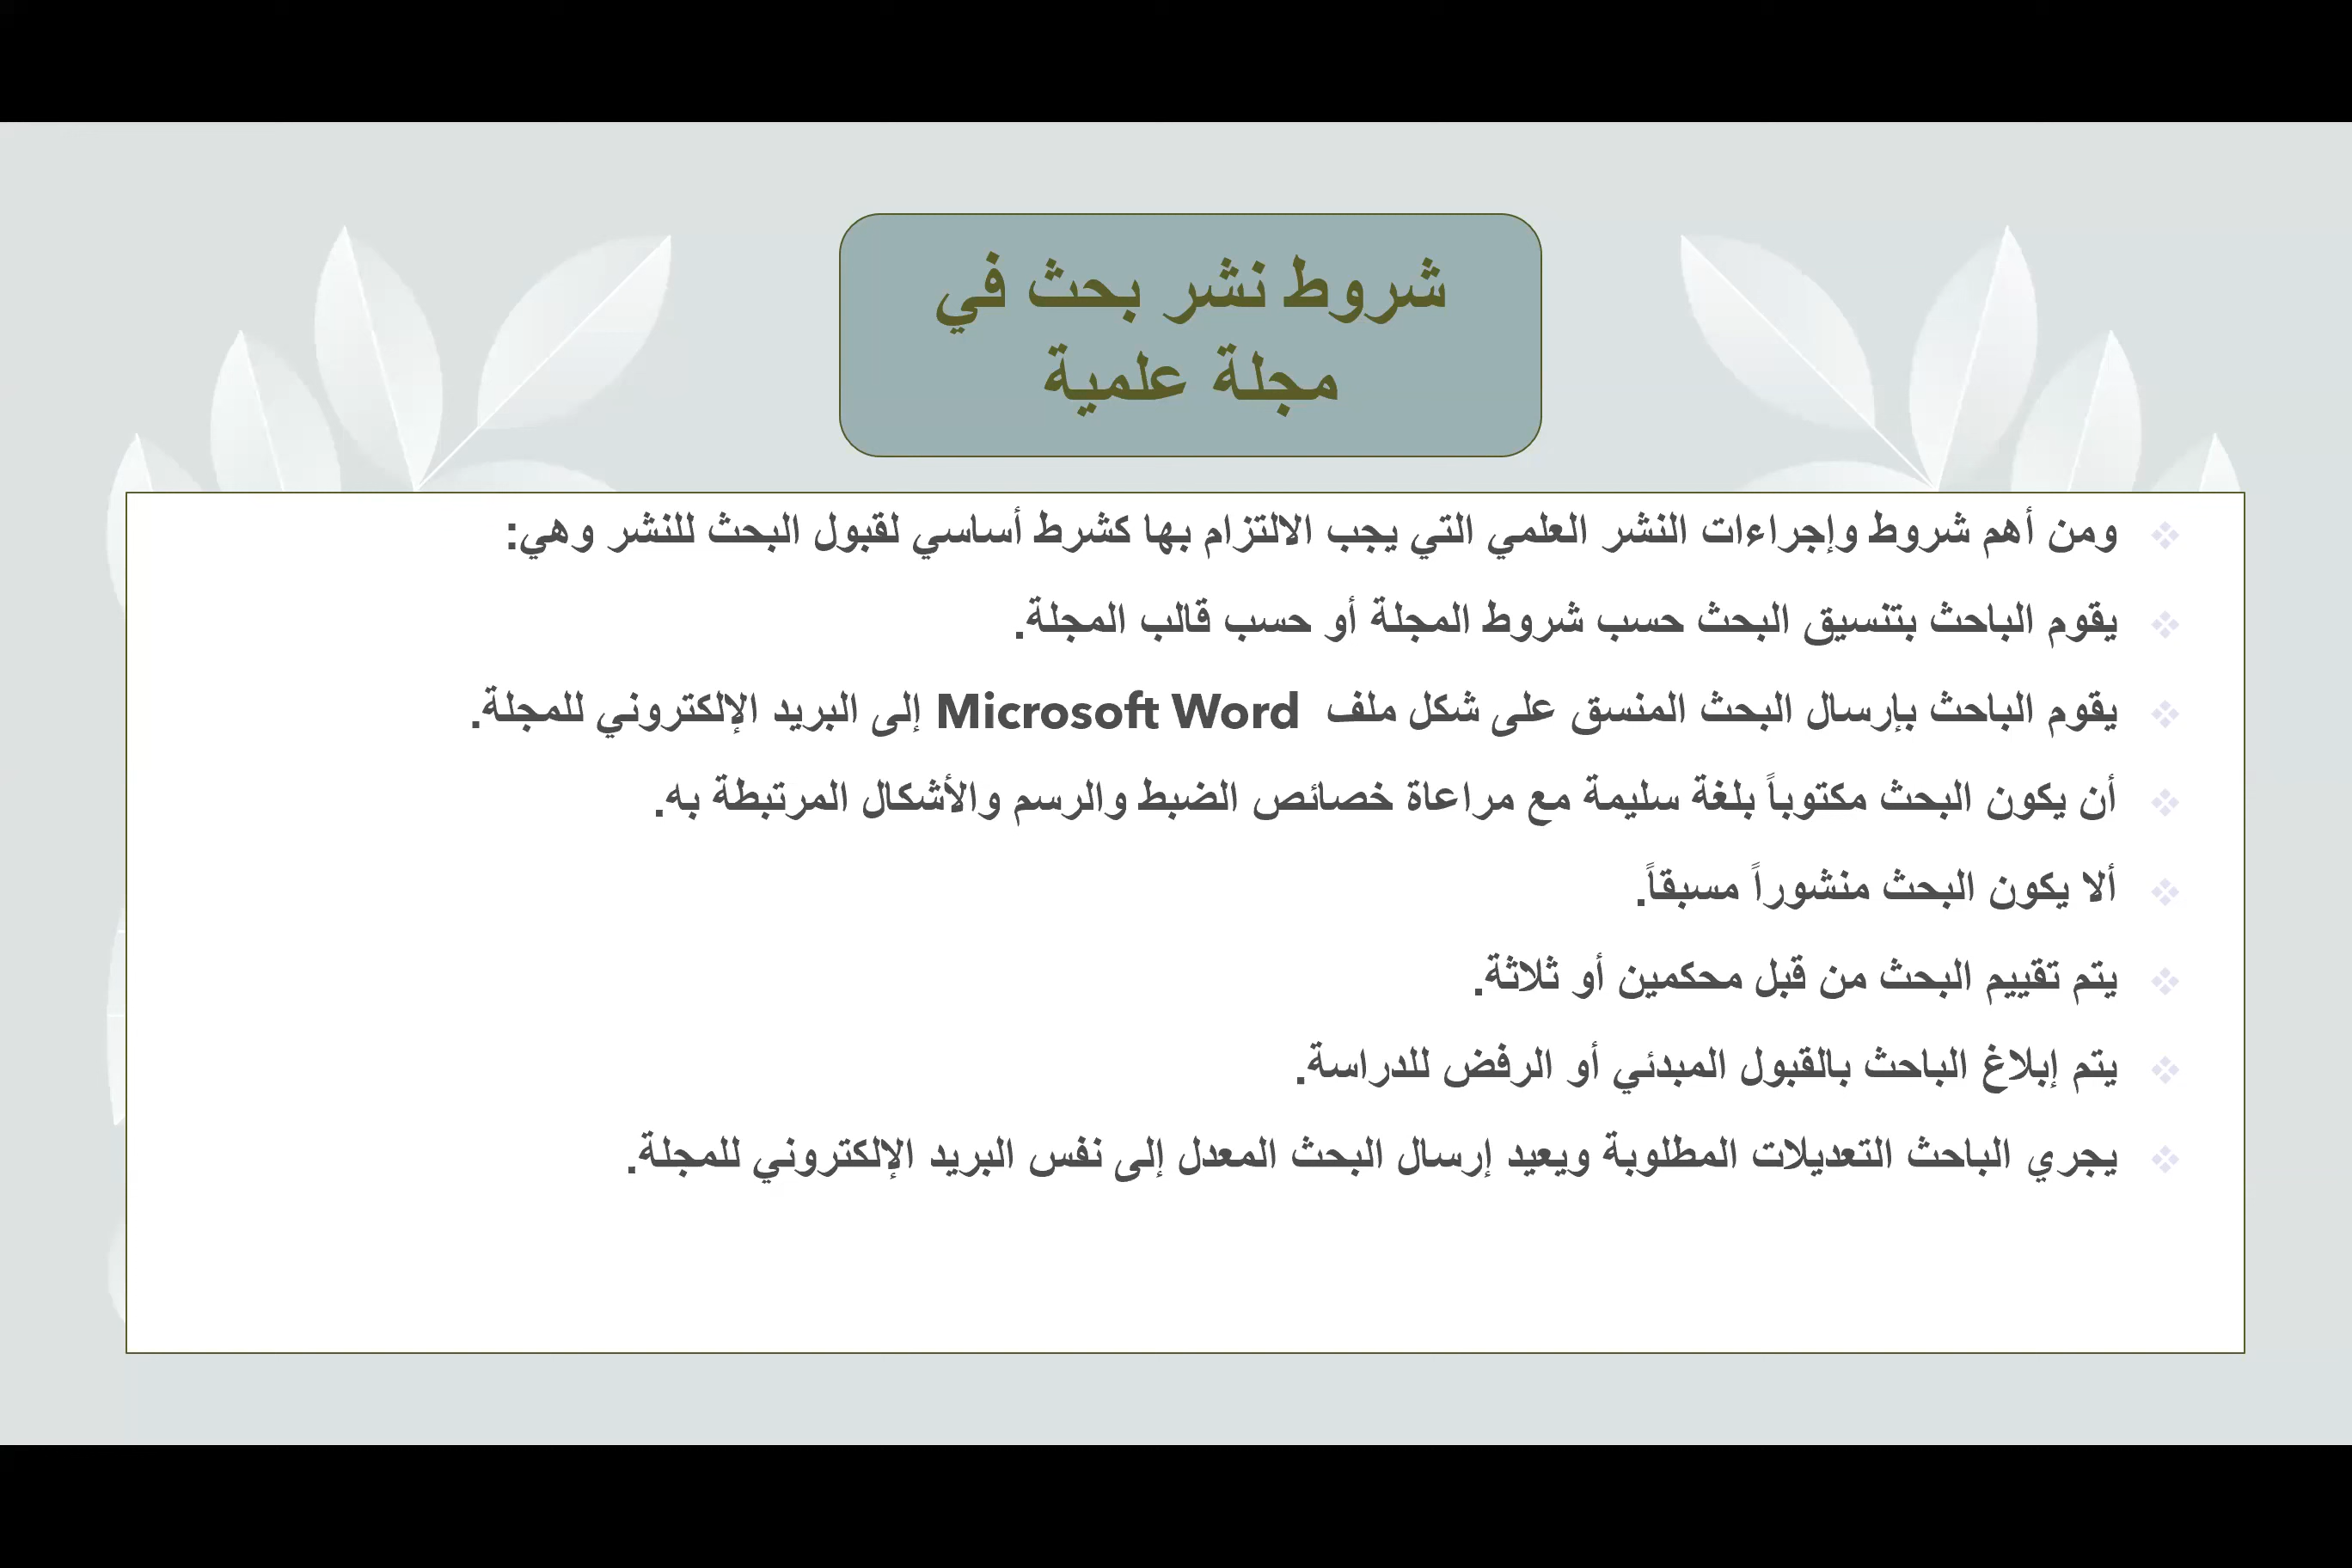 شروط نشر بحث في
مجلة علمية
ومن أهم شروط وإجراءات النشر العلمي التي يجب الالتزام بها كشرط أساسي لقبول البحث للنشر وهي:
يقوم الباحث بتنسيق البحث حسب شروط المجلة أو حسب قالب المجلة.
يقوم الباحث بإرسال البحث المنسق على شكل ملف Microsoft Word إلى البريد الإلكتروني للمجلة.
أن يكون البحث مكتوباً بلغة سليمة مع مراعاة خصائص الضبط والرسم والأشكال المرتبطة به.
ألا يكون البحث منشوراً مسبقاً.
يتم تقييم البحث من قبل محكمين أو ثلاثة.
يتم إبلاغ الباحث بالقبول المبدئي أو الرفض للدراسة.
يجري الباحث التعديلات المطلوبة ويعيد إرسال البحث المعدل إلى نفس البريد الإلكتروني للمجلة.